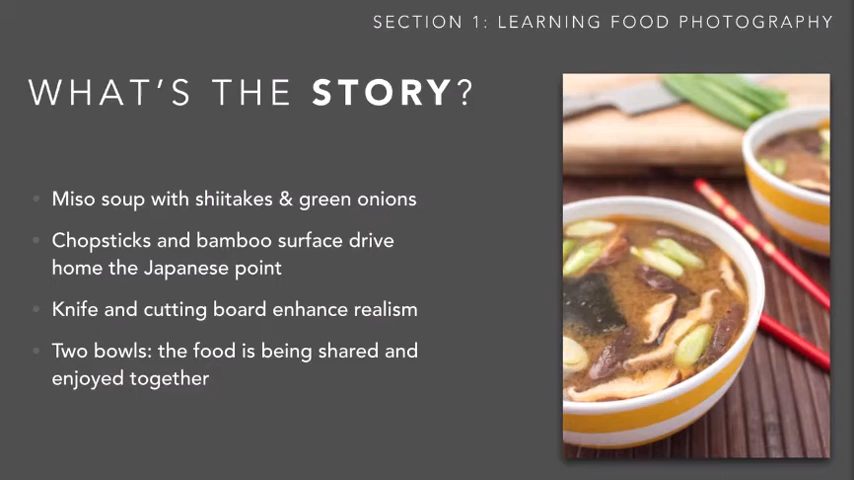 SECTION 1: LEARNING FOOD PHOTOGRAPHY
WHAT'S THE STORY?
• Miso soup with shiitakes & green onions
• Chopsticks and bamboo surface drive
home the Japanese point
• Knife and cutting board enhance realism
• Two bowls: the food is being shared and
enjoyed together